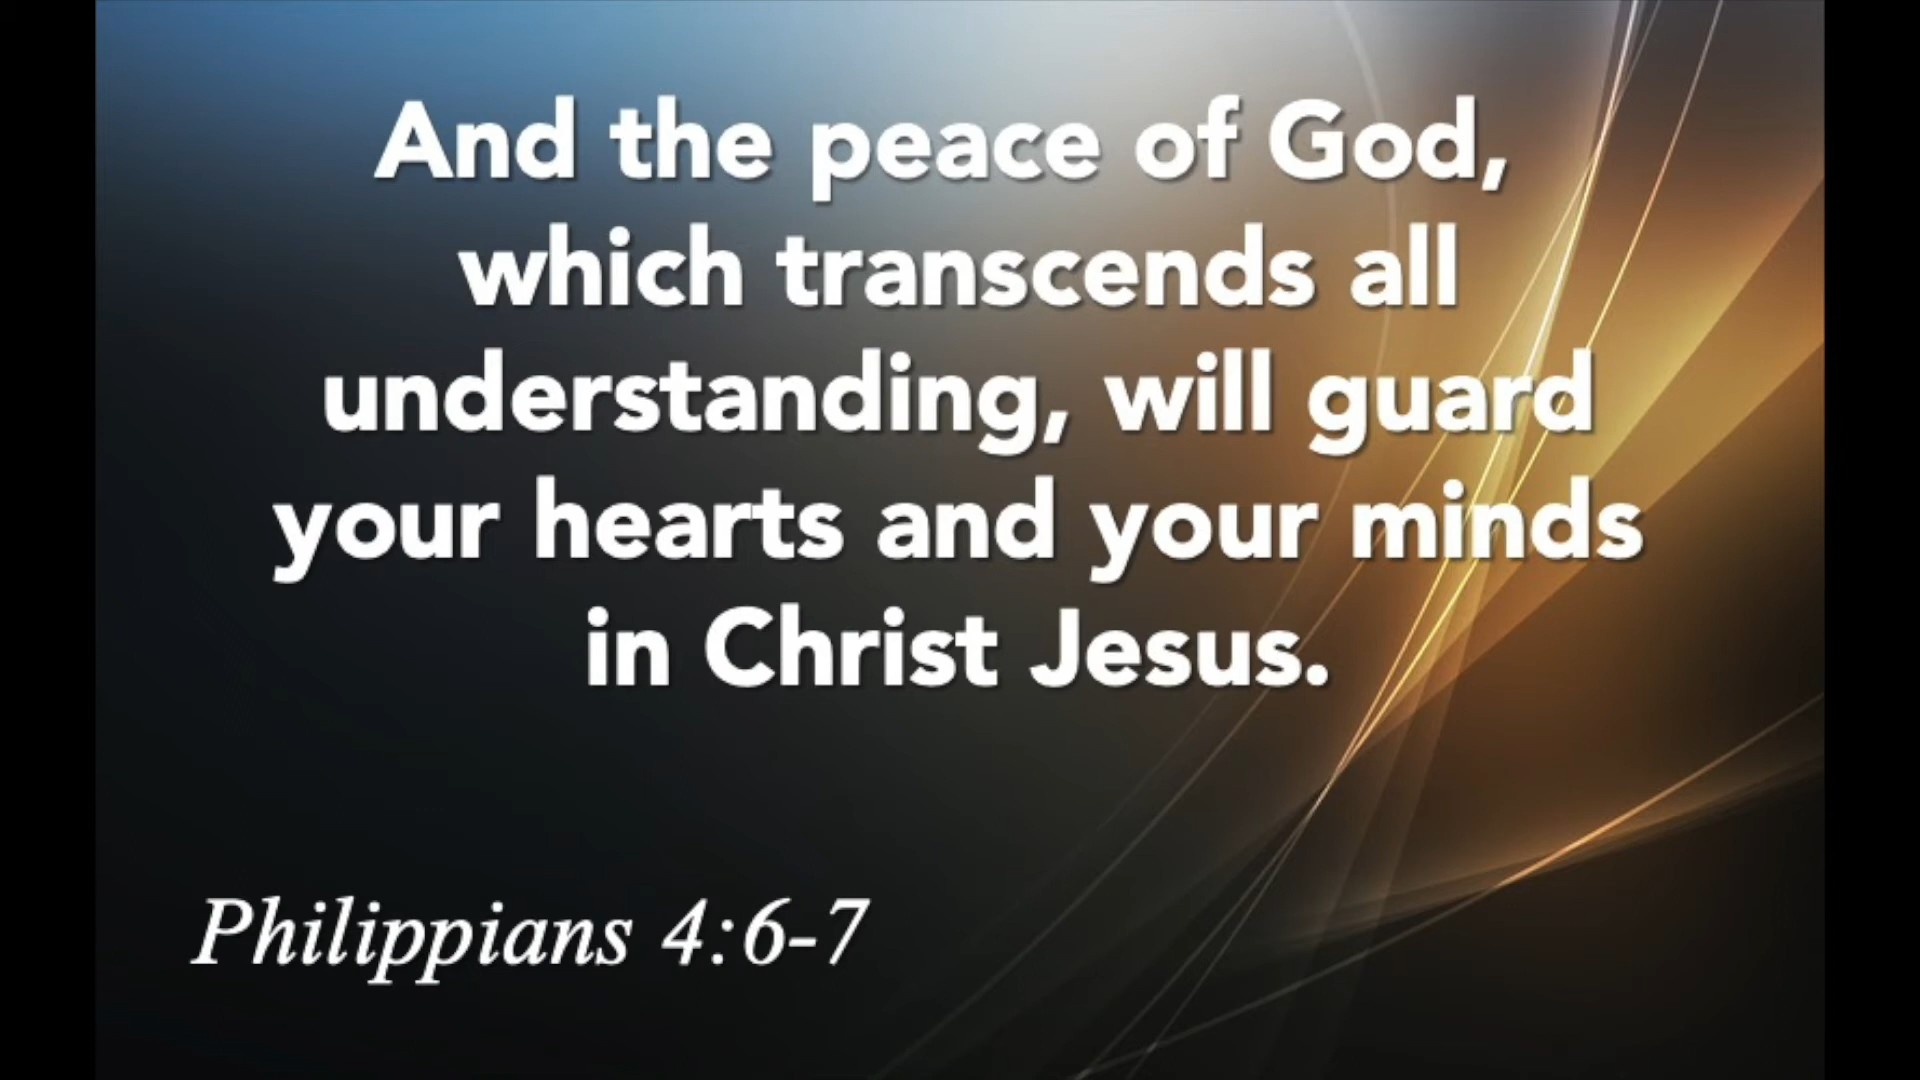 And the peace of God,
which transcends all
understanding, will guard
your hearts and your minds
in Christ Jesus.
Philippians 4:6-7